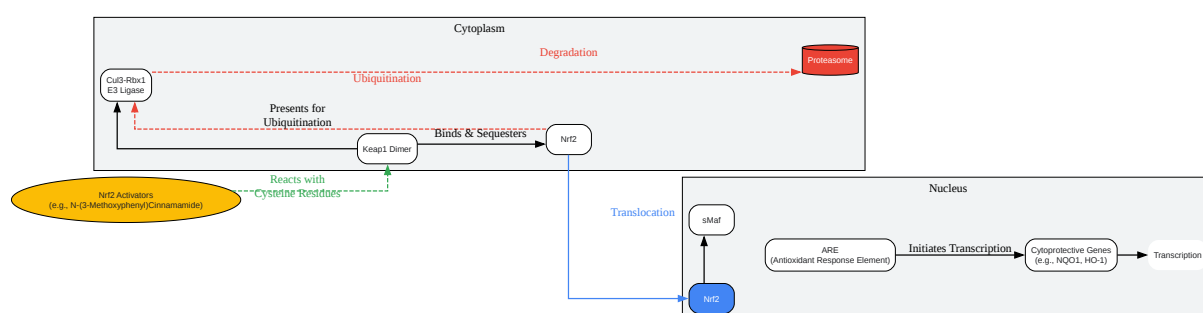 Cytoplasm
Degradation
Proteasome
Ubiquitination
Cul3-Rbx1
E3 Ligase
Presents for
Ubiquitination
Binds & Sequesters
Nrf2
Keap1 Dimer
Reacts with
Cysteine Residues
Nrf2 Activators
(e.g., N-(3-Methoxyphenyl)Cinnamamide)
Nucleus
Translocation
sMaf
ARE
(Antioxidant Response Element)
Initiates Transcription
Cytoprotective Genes
(e.g., NQO1, HO-1)
Transcription
Nrf2